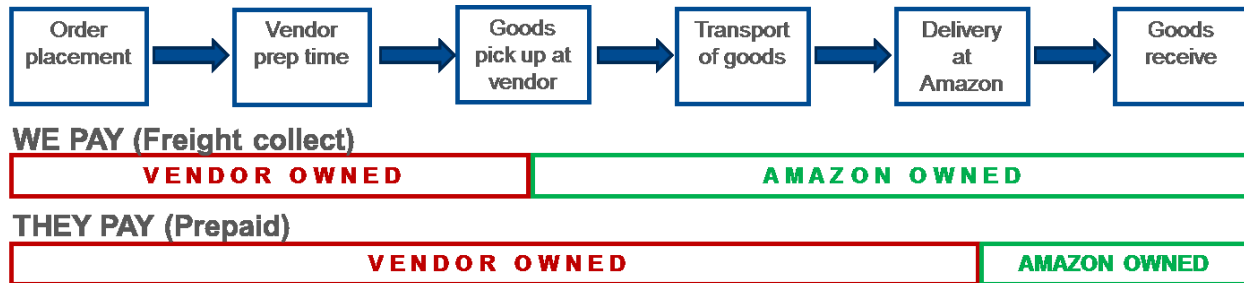 Order
placement
Vendor
prep time
Goods
pick up at
vendor
Transport
of goods
Delivery
at
Amazon
Goods
receive
WE PAY (Freight collect)
VENDOR OWNED
AMAZON OWNED
THEY PAY (Prepaid)
VENDOR OWNED
AMAZON OWNED